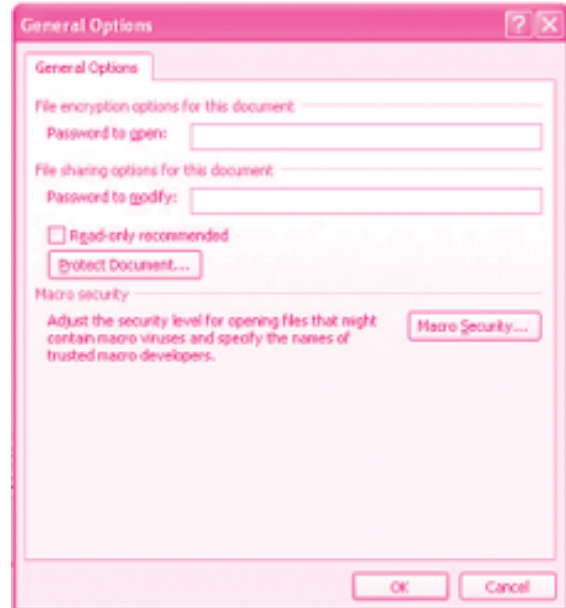 General Options
General Options
File encryption options for this document
Password to open:
File sharing options for this document
Password to modify:
Read-only recommended
Protect Document...
Macro security
Adjust the security level for opening files that might
contain macro viruses and specify the names of
trusted macro developers.
Macro Security...
OK Cancel